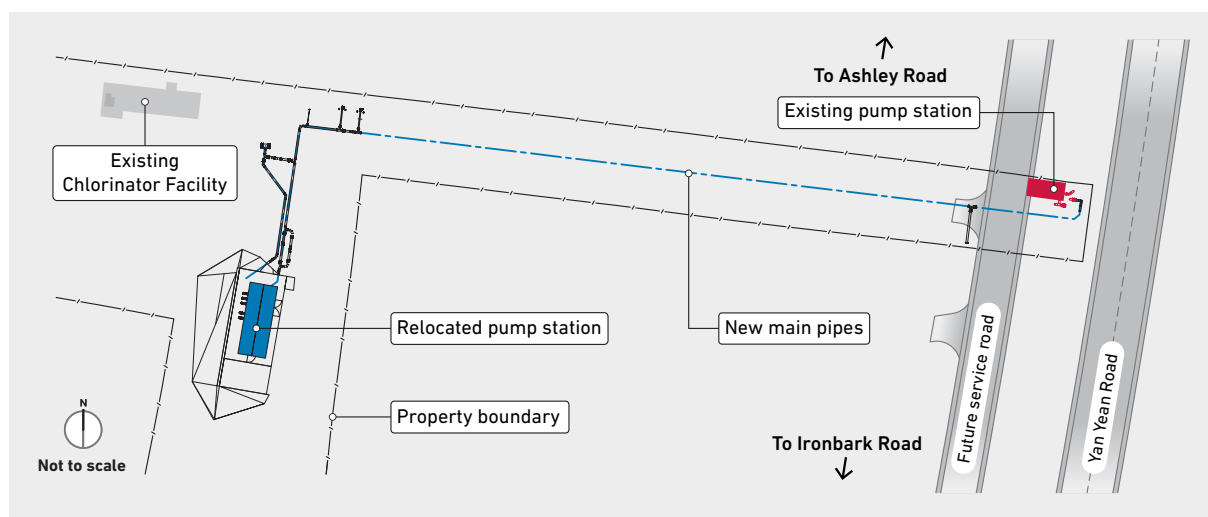 To Ashley Road
Existing pump station
Existing
Chlorinator Facility
Relocated pump station
New main pipes
Future service road
Yan Yean Road
Property boundary
To Ironbark Road
N
Not to scale